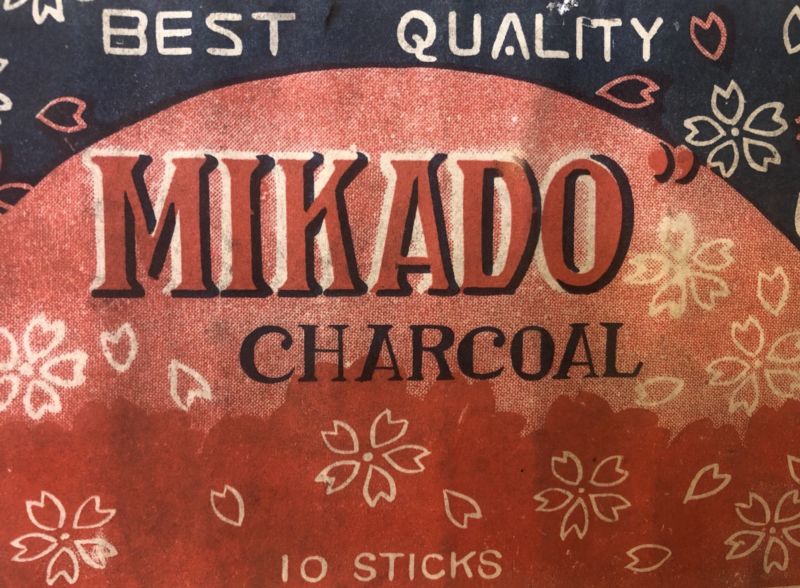 BEST QUALITY
MIKADO”
CHARCOAL
10 STICKS